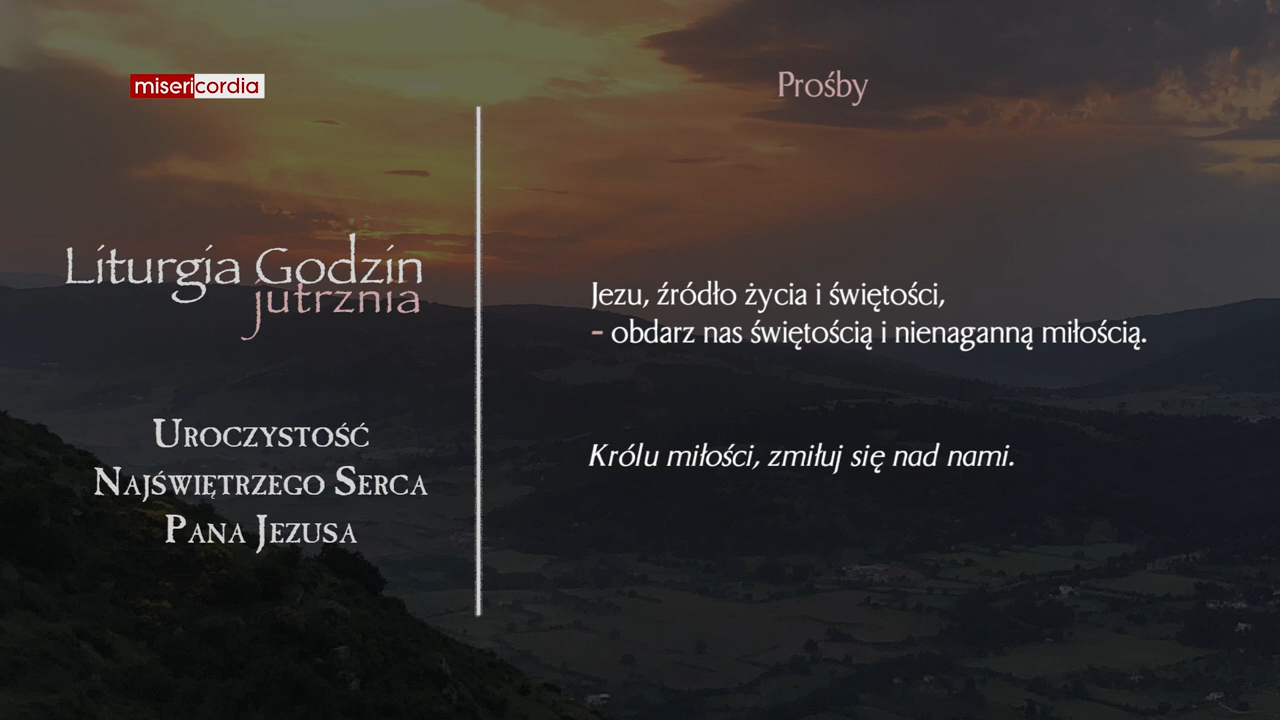 misericordia
Liturgia Godzin
jutrznia
Uroczystość
Najświętrzego Serca
Pana Jezusa
Prośby
Jezu, źródło życia i świętości,
- obdarz nas świętością i nienaganną miłością.
Królu miłości, zmiłuj się nad nami.